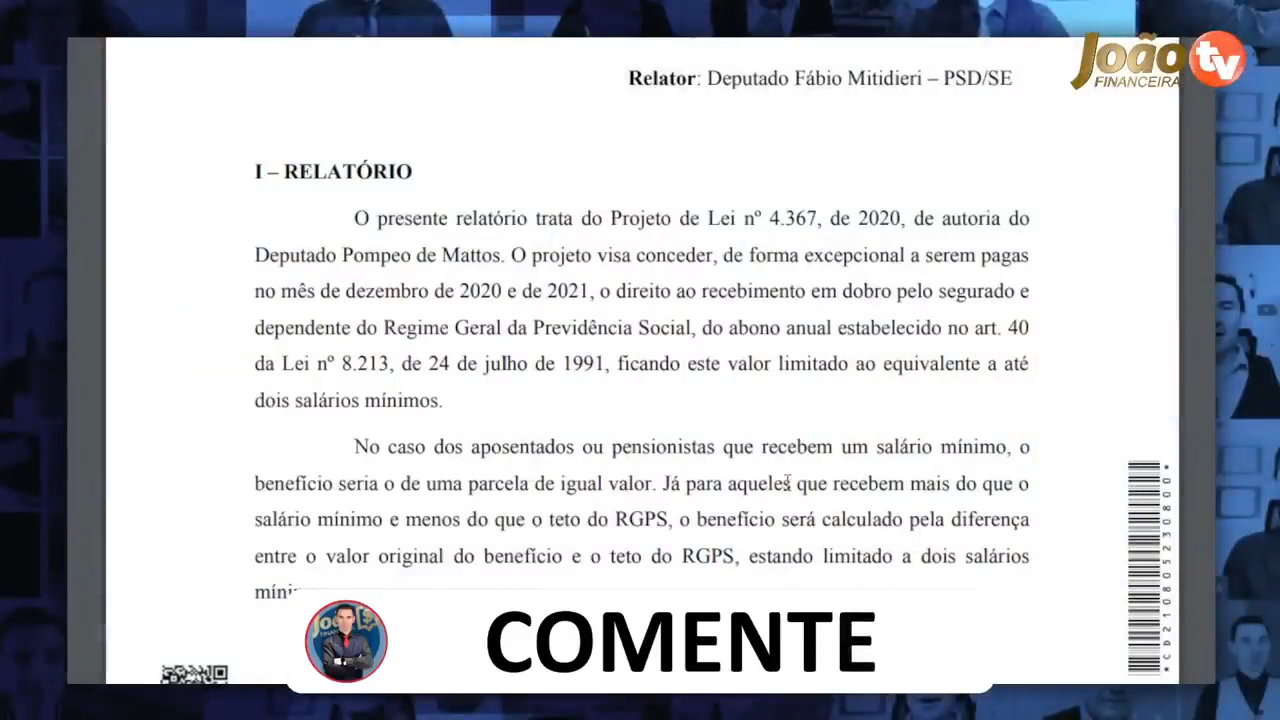 João tv
FINANCEIRA
Relator: Deputado Fábio Mitidieri – PSD/SE
I – RELATÓRIO
O presente relatório trata do Projeto de Lei nº 4.367, de 2020, de autoria do
Deputado Pompeo de Mattos. O projeto visa conceder, de forma excepcional a serem pagas
no mês de dezembro de 2020 e de 2021, o direito ao recebimento em dobro pelo segurado e
dependente do Regime Geral da Previdência Social, do abono anual estabelecido no art. 40
da Lei nº 8.213, de 24 de julho de 1991, ficando este valor limitado ao equivalente a até
dois salários mínimos.
No caso dos aposentados ou pensionistas que recebem um salário mínimo, o
benefício seria o de uma parcela de igual valor. Já para aqueles que recebem mais do que o
salário mínimo e menos do que o teto do RGPS, o benefício será calculado pela diferença
entre o valor original do benefício e o teto do RGPS, estando limitado a dois salários
COMENTE
*CD210805230800*